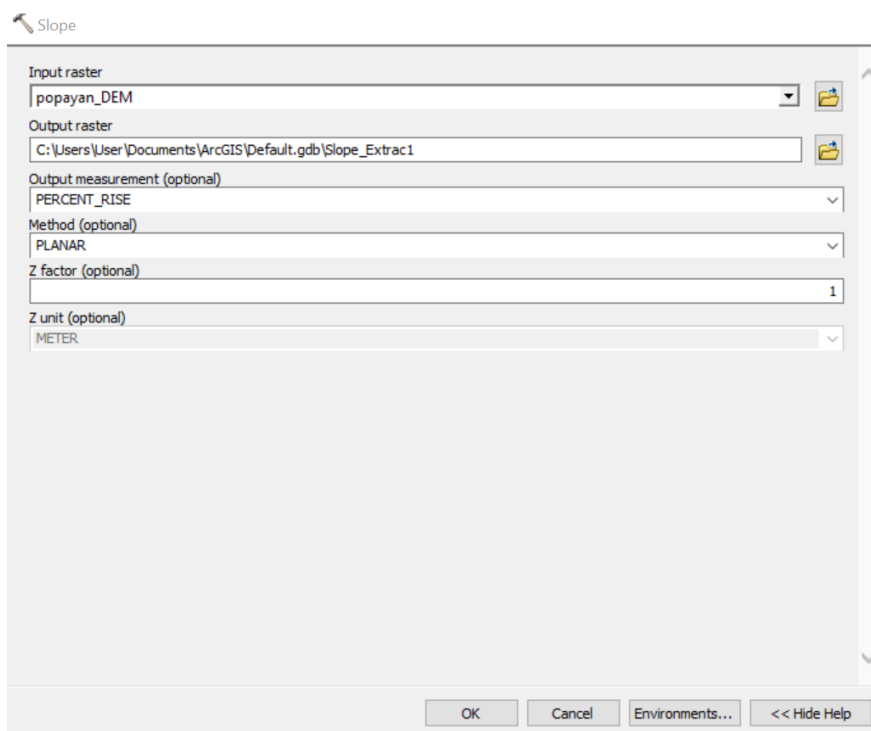 Slope
Input raster
popayan_DEM
Output raster
C:\Users\User\Documents\ArcGIS\Default.gdb\Slope_Extrac1
Output measurement (optional)
PERCENT_RISE
Method (optional)
PLANAR
Z factor (optional)
1
Z unit (optional)
METER
OK Cancel Environments... << Hide Help